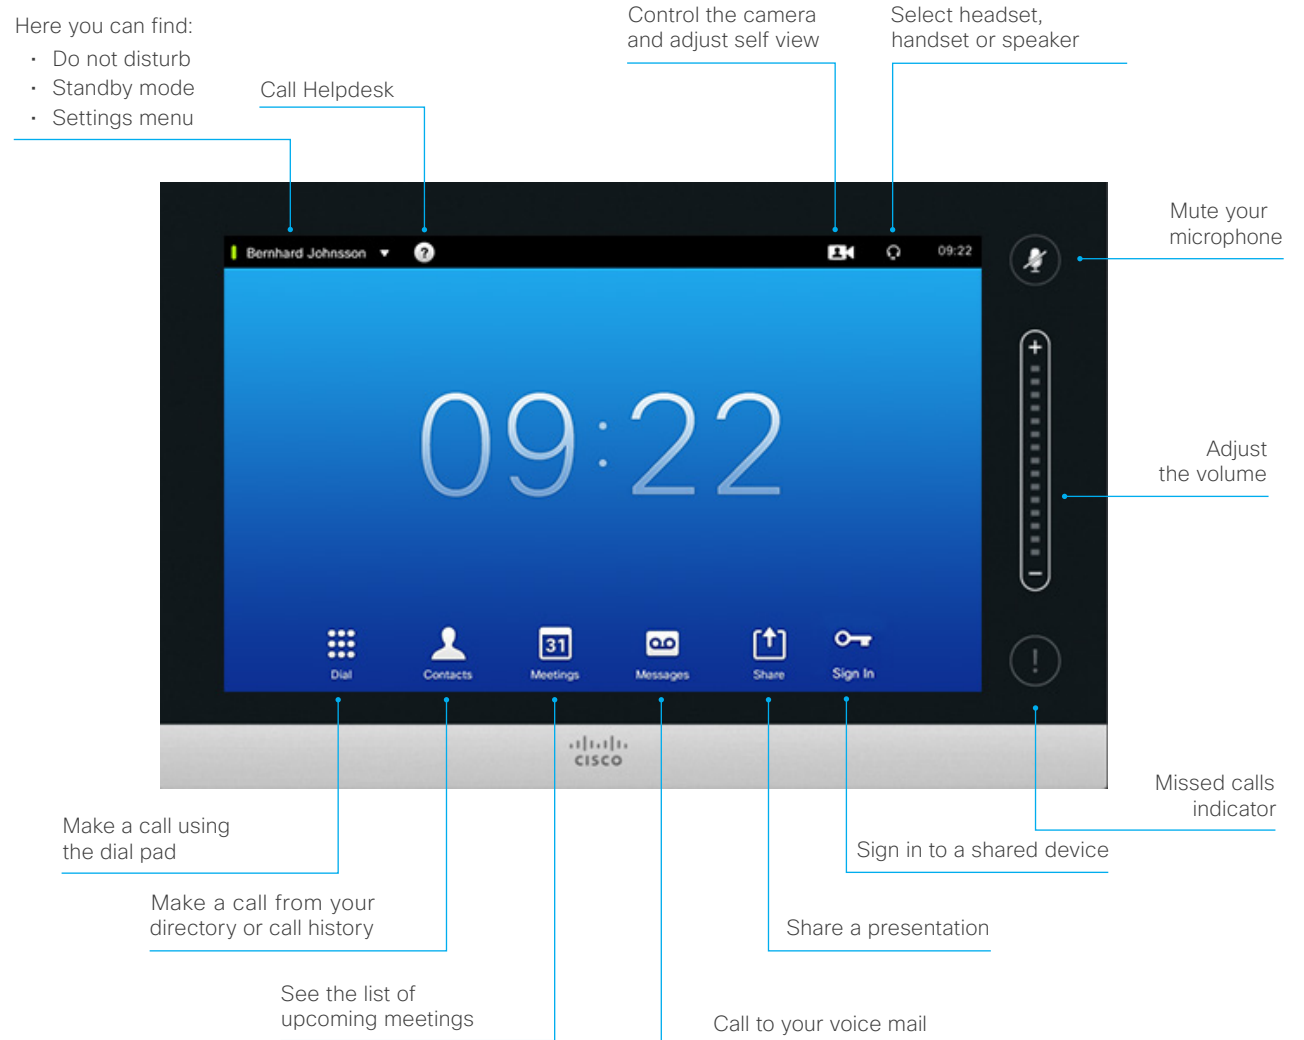 Here you can find:
· Do not disturb
· Standby mode
· Settings menu
Call Helpdesk
Control the camera
and adjust self view
Select headset,
handset or speaker
Bernhard Johnsson
?
09:22
Mute your
microphone
09:22
+
Adjust
the volume
−
31
!
Dial
Contacts
Meetings
Messages
Share
Sign In
CISCO
Missed calls
indicator
Make a call using
the dial pad
Sign in to a shared device
Make a call from your
directory or call history
Share a presentation
See the list of
upcoming meetings
Call to your voice mail